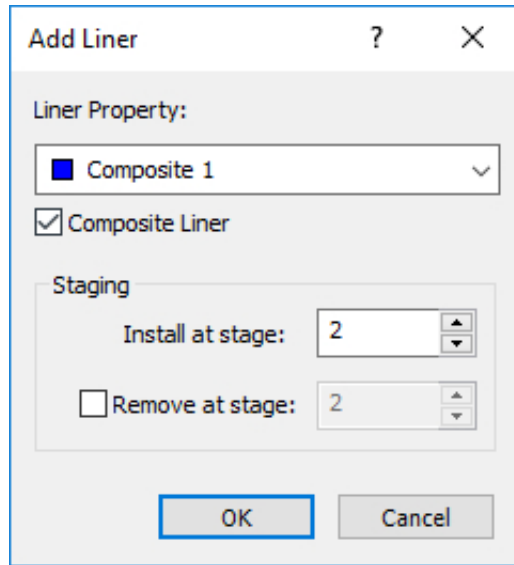 Add Liner ?
Liner Property:
Composite 1
Composite Liner
Staging
Install at stage: 2
Remove at stage: 2
OK Cancel